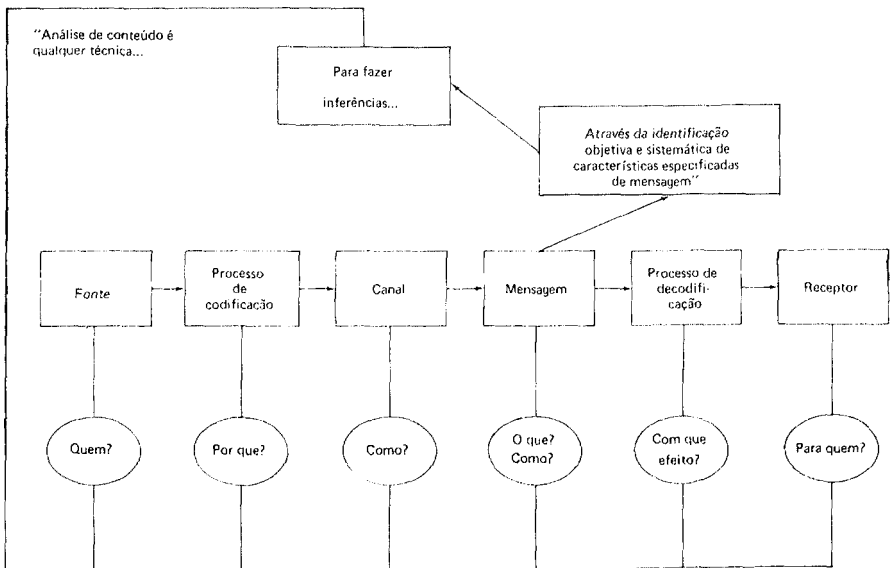 "Análise de conteúdo é
qualquer técnica...
Para fazer
inferências...
Através da identificação
objetiva e sistemática de
características especificadas
de mensagem"
Fonte
Processo
de
codificação
Canal
Mensagem
Processo de
decodifi-
cação
Receptor
Quem?
Por que?
Como?
O que?
Como?
Com que
efeito?
Para quem?